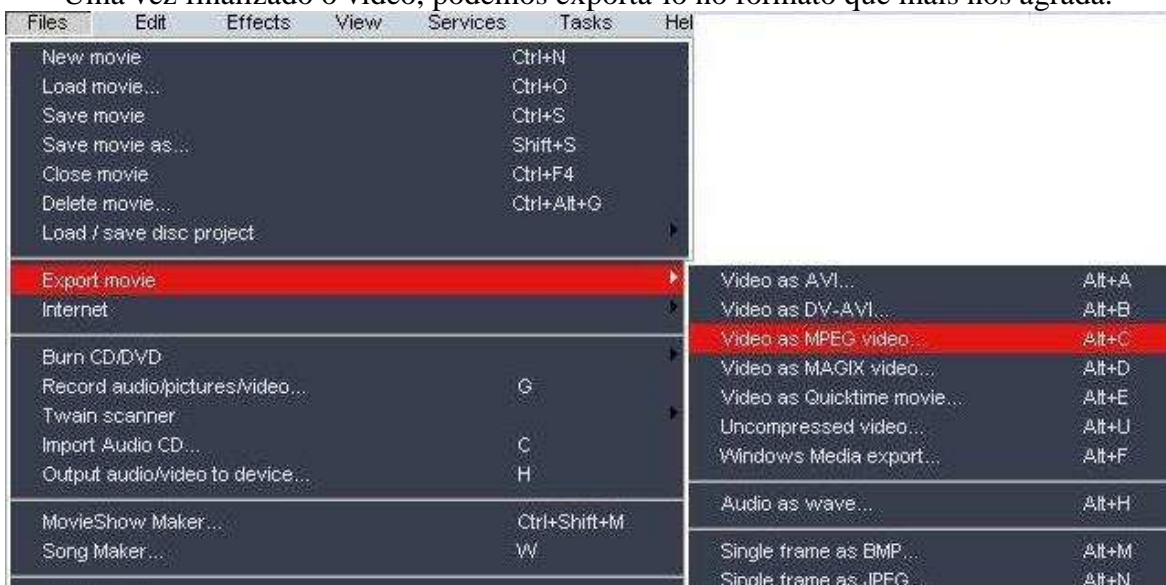 Uma vez finalizado o vídeo, podemos exportá-lo no formato que mais nos agrada.
Files Edit Effects View Services Tasks Hel
New movie Ctrl+N
Load movie... Ctrl+O
Save movie Ctrl+S
Save movie as... Shift+S
Close movie Ctrl+F4
Delete movie... Ctrl+Alt+G
Load / save disc project
Export movie
Internet
Burn CD/DVD
Record audio/pictures/video... G
Twain scanner
Import Audio CD... C
Output audio/video to device... H
MovieShow Maker... Ctrl+Shift+M
Song Maker... W
Video as AVI... Alt+A
Video as DV-AVI... Alt+B
Video as MPEG video... Alt+C
Video as MAGIX video... Alt+D
Video as Quicktime movie... Alt+E
Uncompressed video... Alt+U
Windows Media export... Alt+F
Audio as wave... Alt+H
Single frame as BMP... Alt+M
Single frame as JPEG... Alt+N